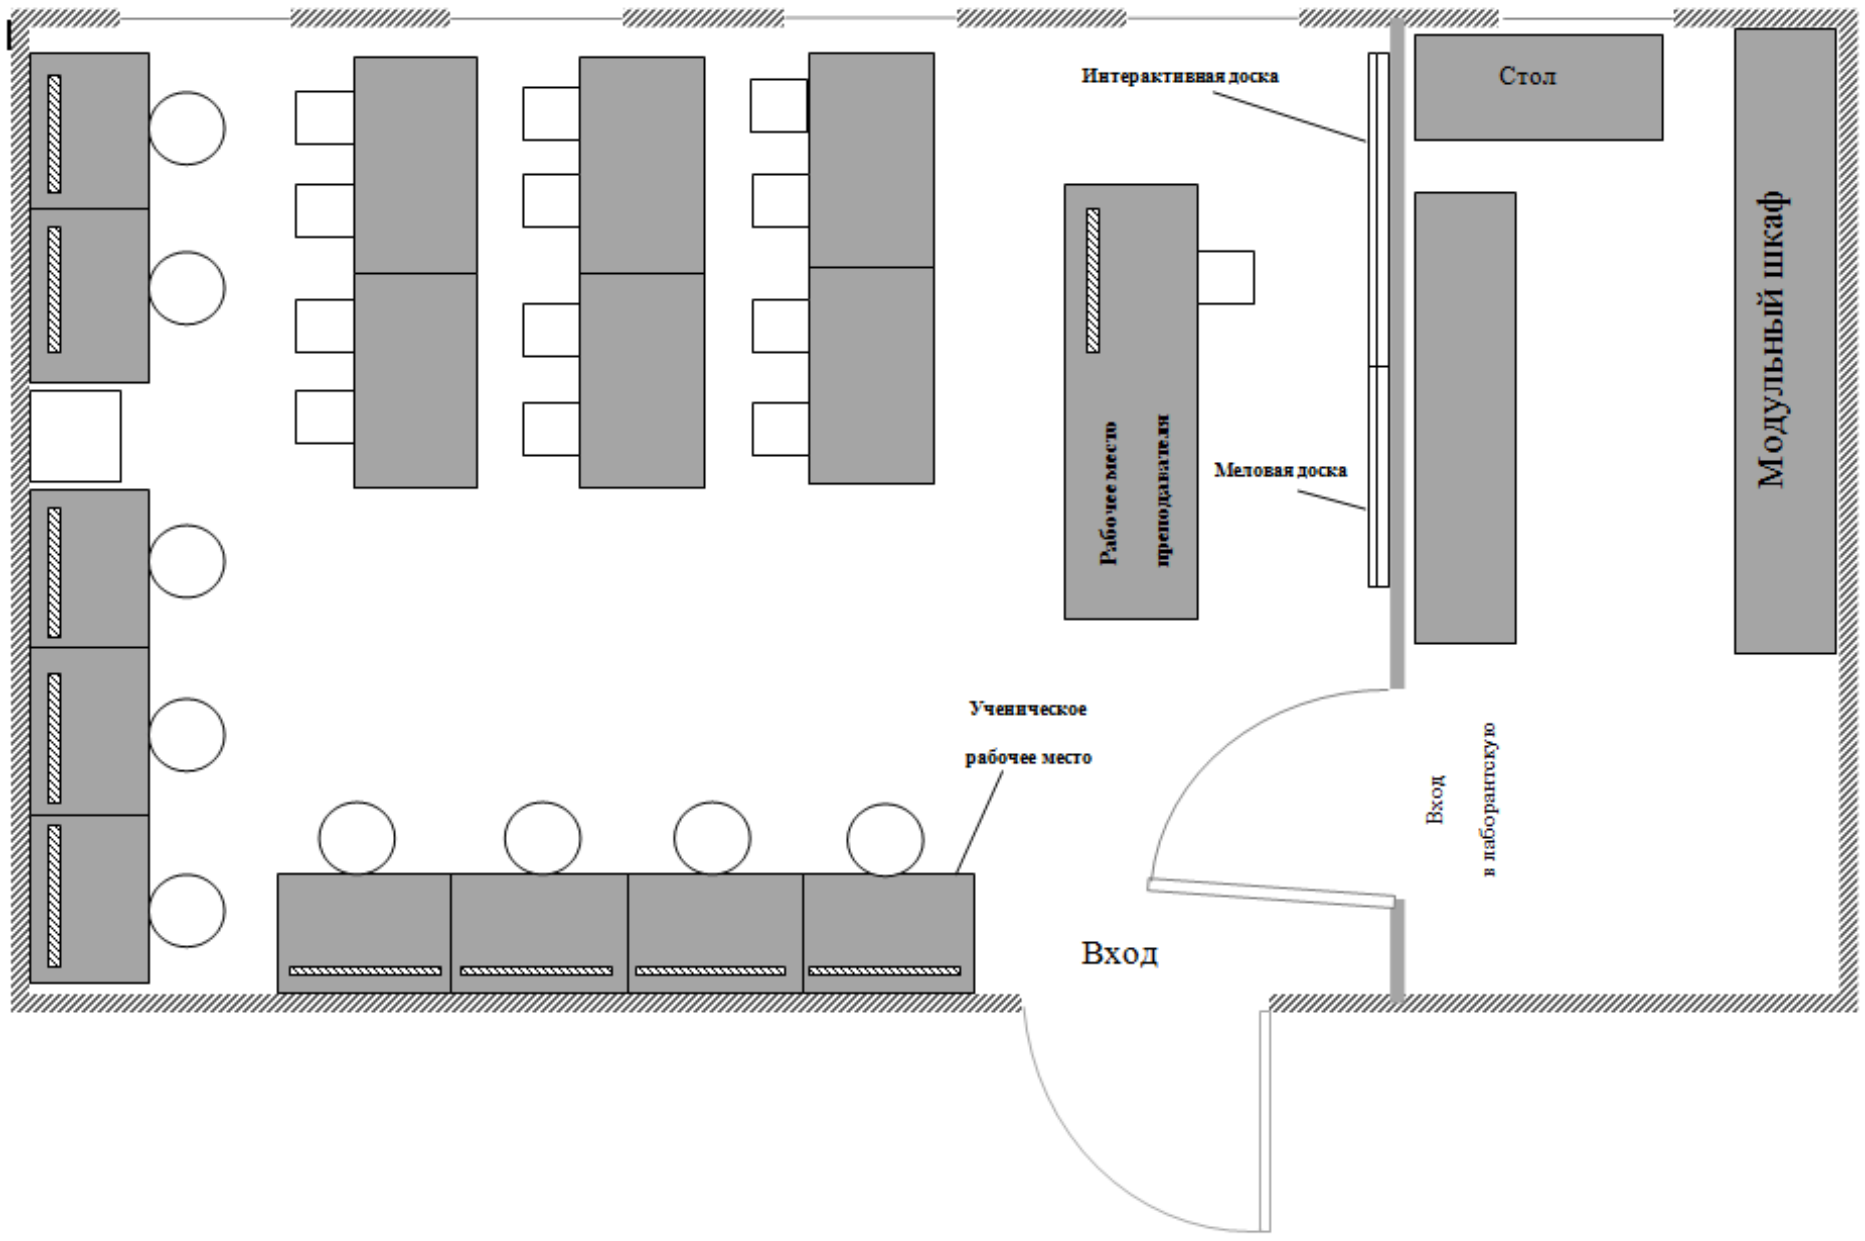 Интерактивная доска
Стол
Модульный шкаф
Рабочее место
преподавателя
Меловая доска
Ученическое
рабочее место
Вход
в лаборантскую
Вход